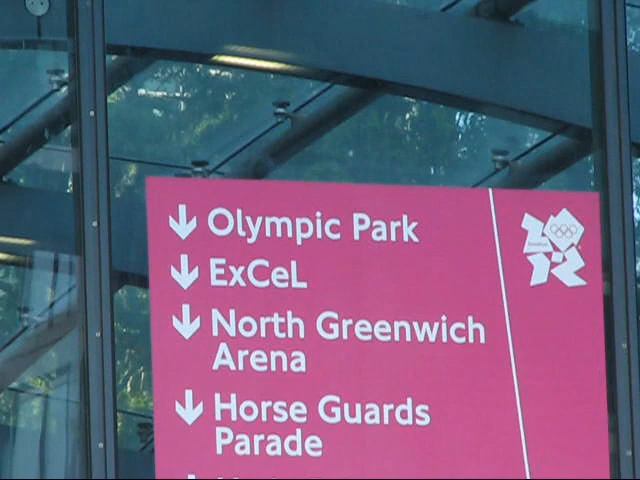 Olympic Park
ExCeL
North Greenwich
Arena
Horse Guards
Parade